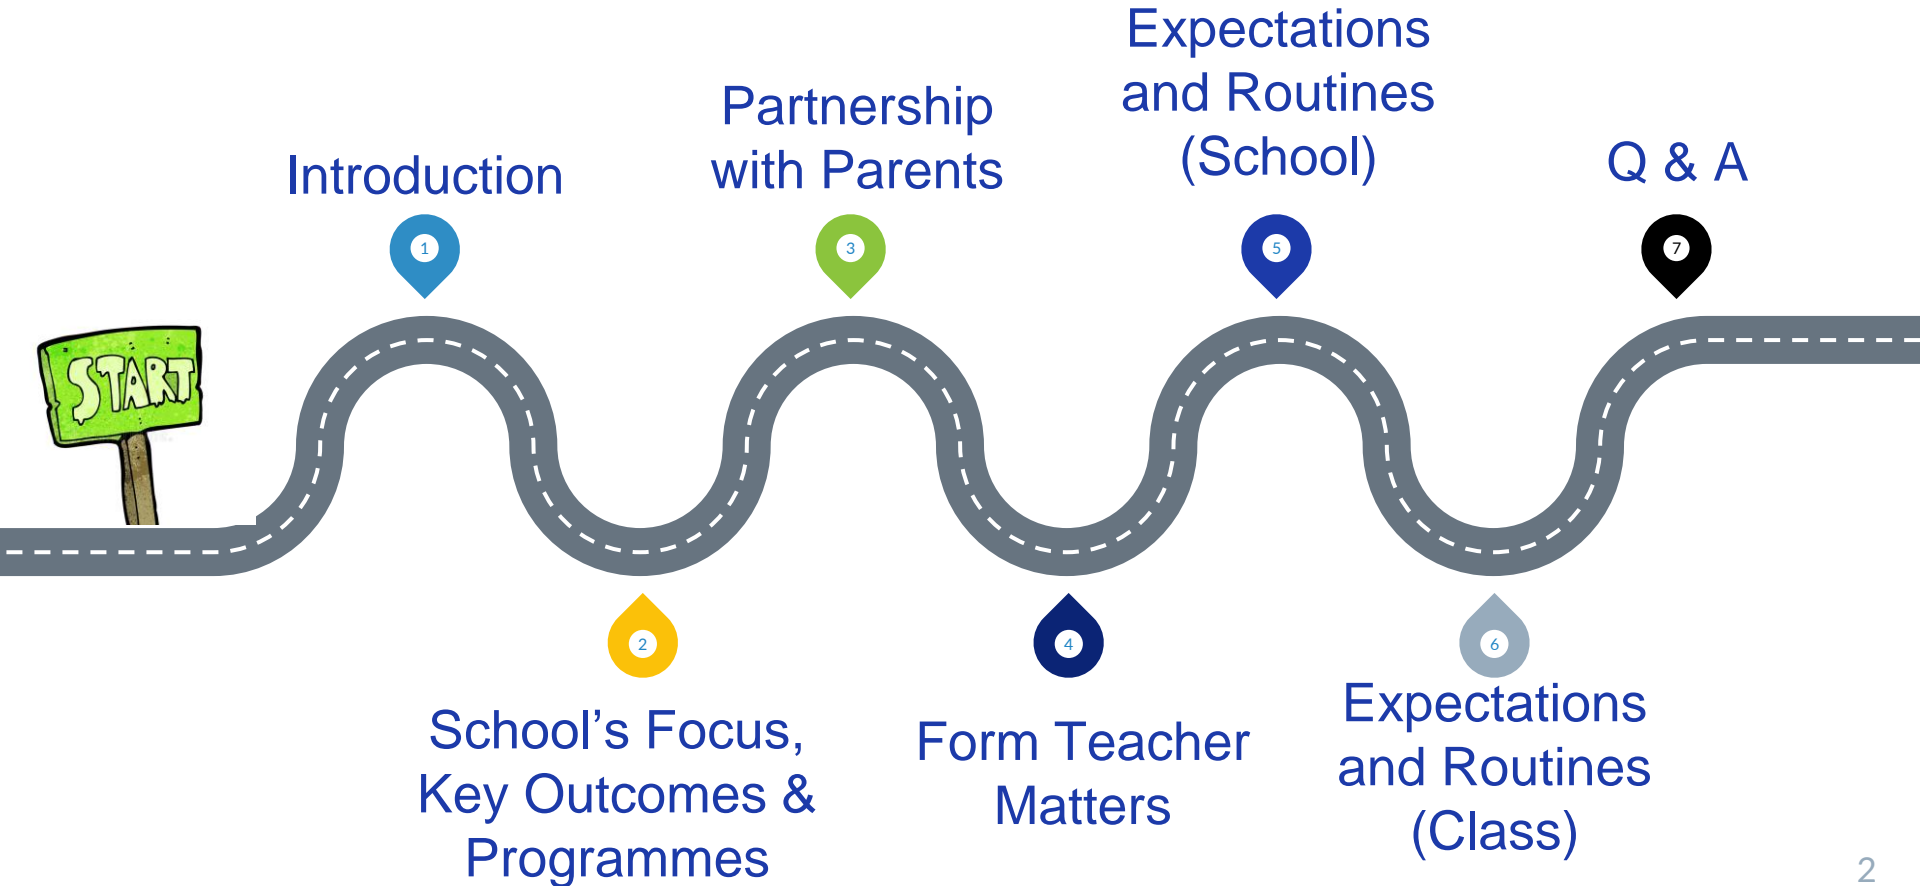 START
Introduction
1
School’s Focus,
Key Outcomes &
Programmes
2
Partnership
with Parents
3
Form Teacher
Matters
4
Expectations
and Routines
(School)
5
Expectations
and Routines
(Class)
6
Q & A
7
2